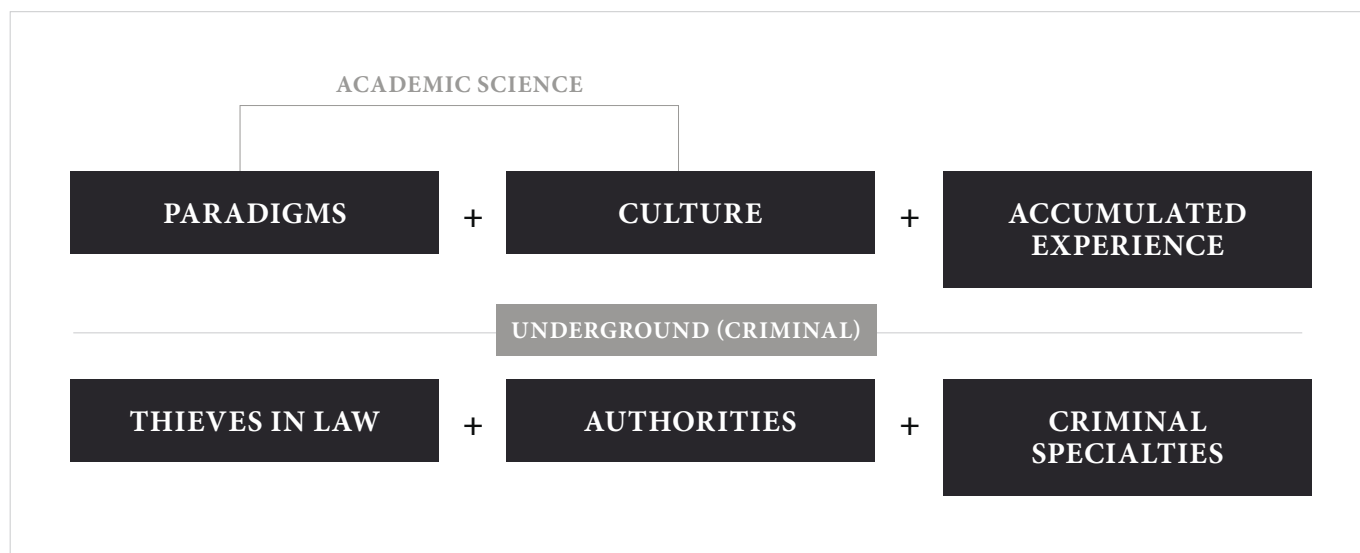 ACADEMIC SCIENCE
PARADIGMS
+
CULTURE
+
ACCUMULATED
EXPERIENCE
UNDERGROUND (CRIMINAL)
THIEVES IN LAW
+
AUTHORITIES
+
CRIMINAL
SPECIALTIES